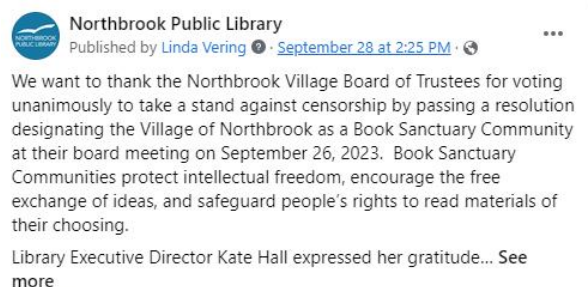 NORTHBROOK
PUBLIC LIBRARY
Northbrook Public Library
Published by Linda Vering · September 28 at 2:25 PM ·
We want to thank the Northbrook Village Board of Trustees for voting
unanimously to take a stand against censorship by passing a resolution
designating the Village of Northbrook as a Book Sanctuary Community
at their board meeting on September 26, 2023.  Book Sanctuary
Communities protect intellectual freedom, encourage the free
exchange of ideas, and safeguard people’s rights to read materials of
their choosing.
Library Executive Director Kate Hall expressed her gratitude... See
more